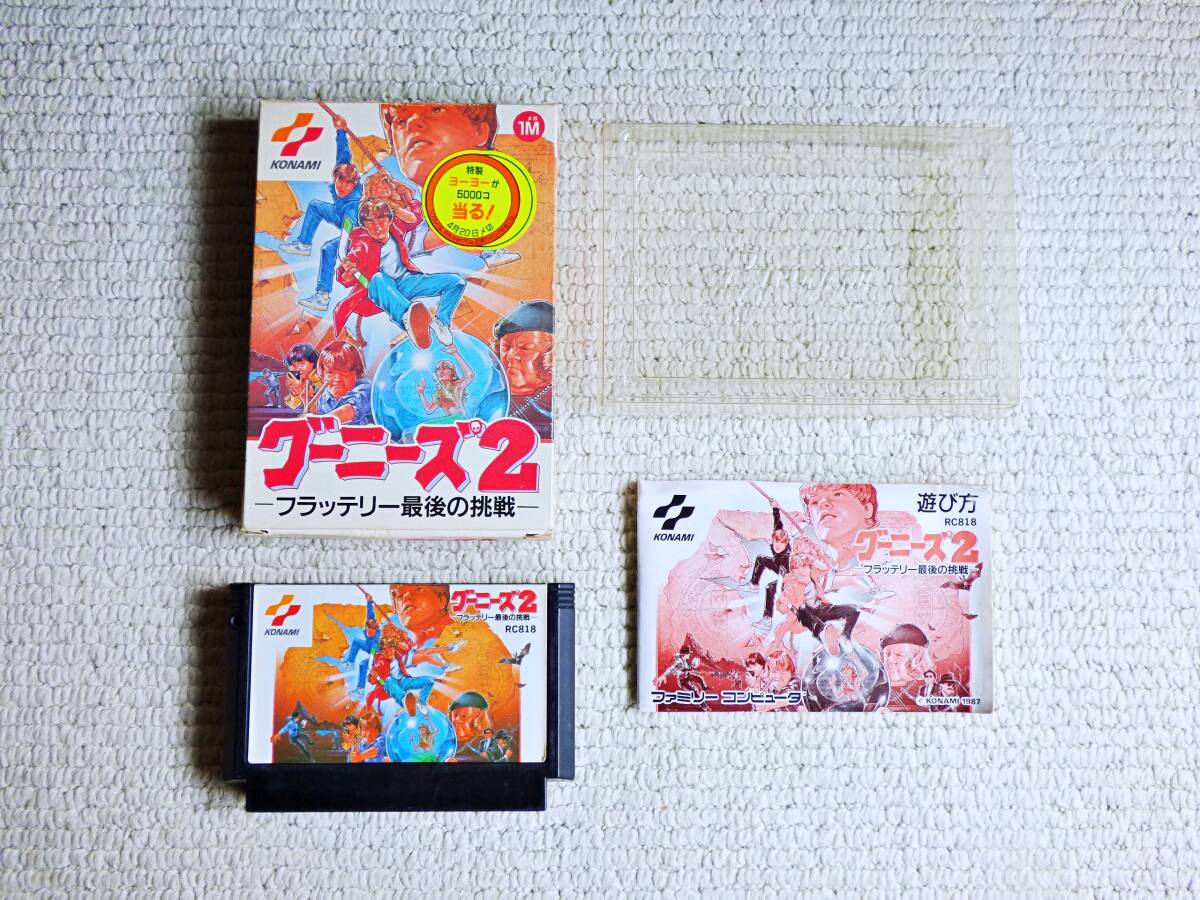 KONAMI
メガ
1M
特製
ヨーヨーが
5000コ
当る!
4月20日〆切
グーニーズ2
−フラッテリー最後の挑戦−
KONAMI
グーニーズ2
−フラッテリー最後の挑戦−
RC818
KONAMI
遊び方
RC818
グーニーズ2
−フラッテリー最後の挑戦−
ファミリー コンピュータ
© KONAMI 1987